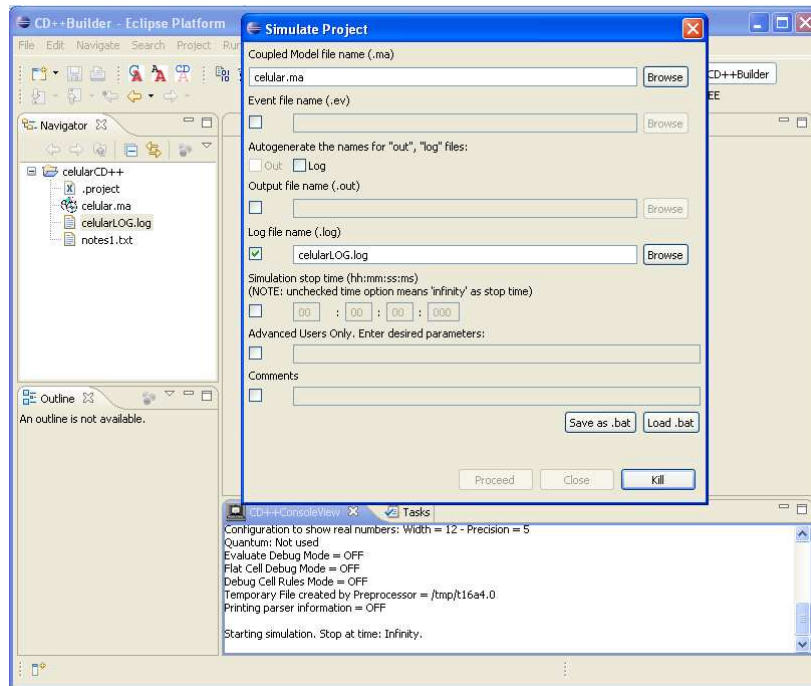 CD++Builder - Eclipse Platform
File Edit Navigate Search Project
CD++Builder
Navigator
celularCD++
.project
celular.ma
celularLOG.log
notes1.txt
Outline
An outline is not available.
Simulate Project
Coupled Model file name (.ma)
celular.ma
Browse
Event file name (.ev)
Browse
Autogenerate the names for "out", "log" files:
Out Log
Output file name (.out)
Browse
Log file name (.log)
celularLOG.log
Browse
Simulation stop time (hh:mm:ss:ms)
(NOTE: unchecked time option means 'infinity' as stop time)
00 : 00 : 00 : 000
Advanced Users Only. Enter desired parameters:
Comments
Save as .bat Load .bat
Proceed Close Kill
CD++ConsoleView Tasks
Configuration to show real numbers: Width = 12 - Precision = 5
Quantum: Not used
Evaluate Debug Mode = OFF
Flat Cell Debug Mode = OFF
Debug Cell Rules Mode = OFF
Temporary File created by Preprocessor = /tmp/t16a4.0
Printing parser information = OFF
Starting simulation. Stop at time: Infinity.